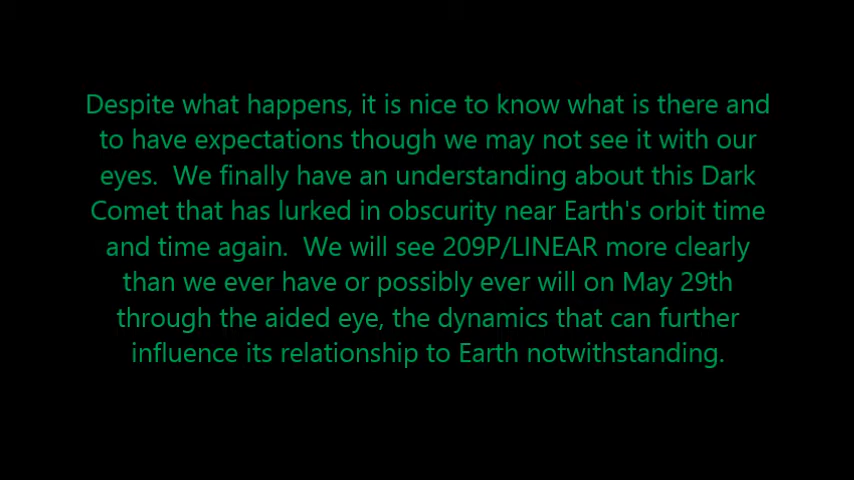 Despite what happens, it is nice to know what is there and
to have expectations though we may not see it with our
eyes.  We finally have an understanding about this Dark
Comet that has lurked in obscurity near Earth's orbit time
and time again.  We will see 209P/LINEAR more clearly
than we ever have or possibly ever will on May 29th
through the aided eye, the dynamics that can further
influence its relationship to Earth notwithstanding.